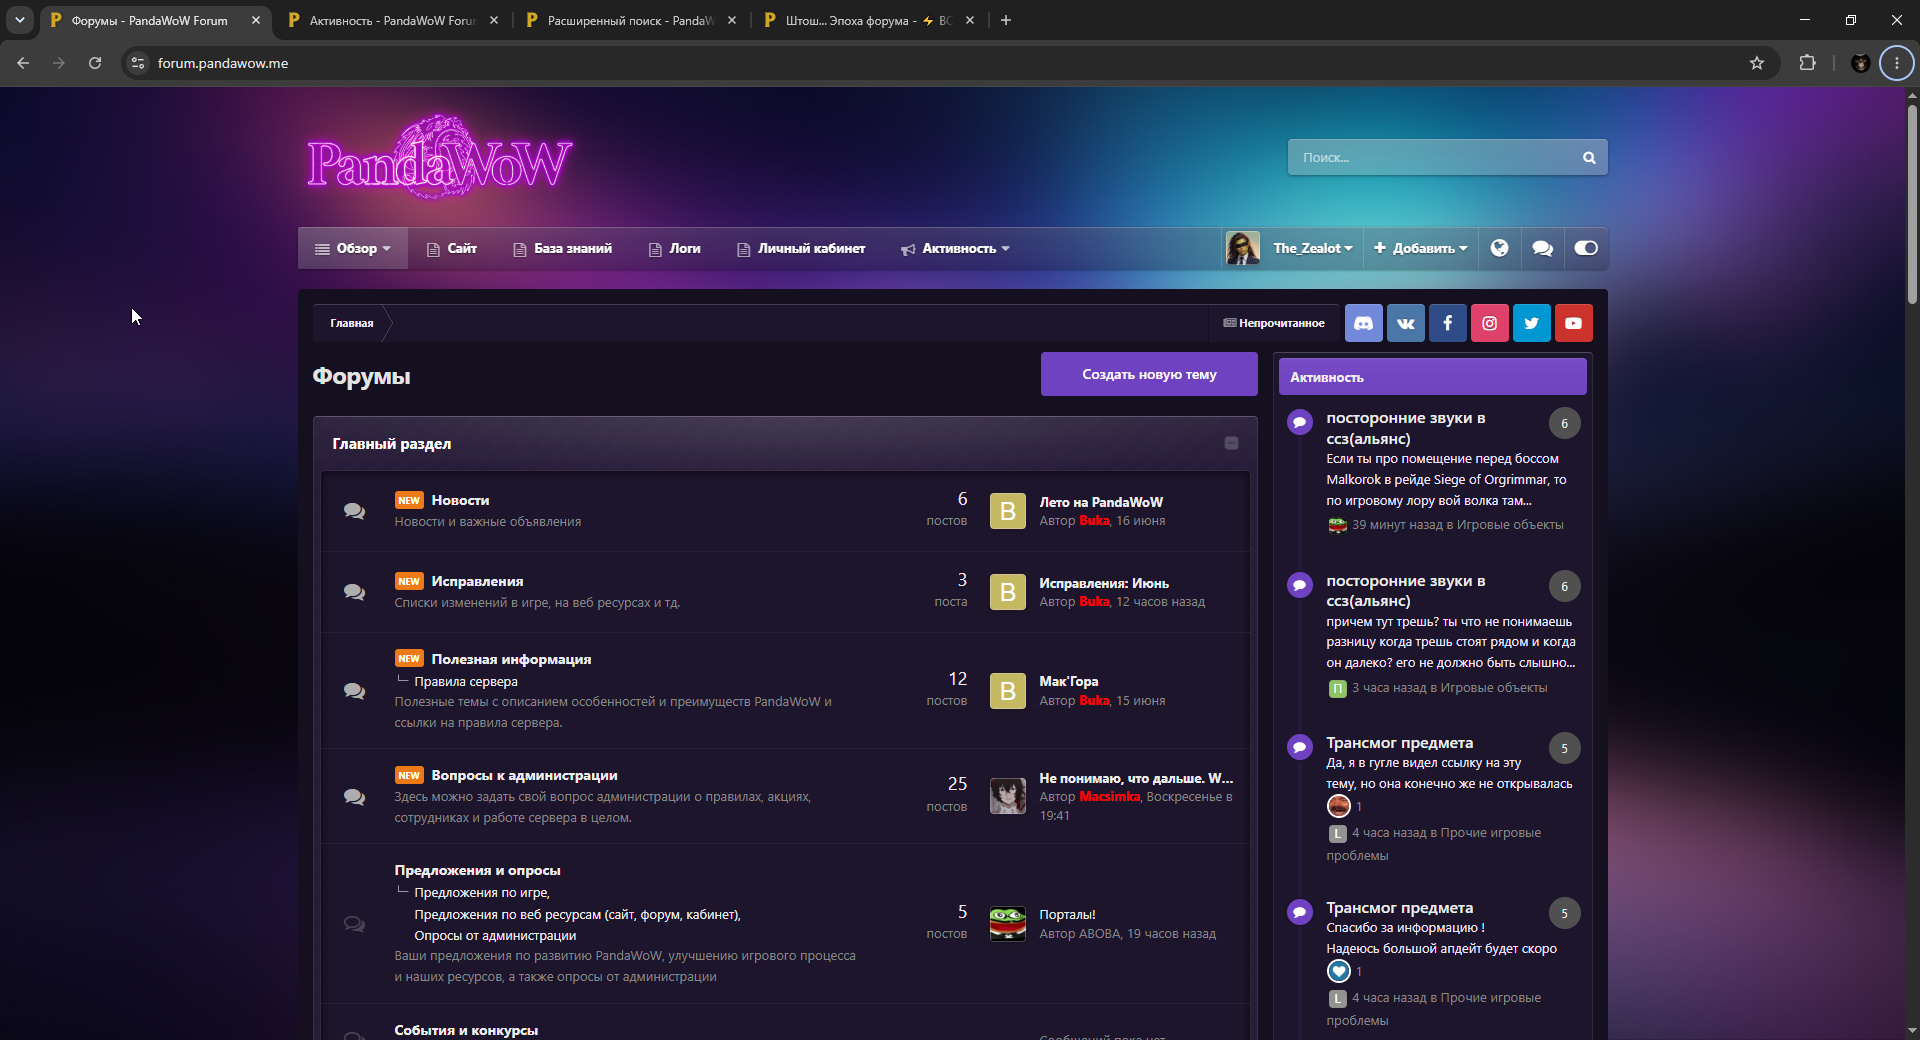 Форумы - PandaWoW Forum
Активность - PandaWoW Forum
Расширенный поиск - PandaW
Штош... Эпоха форума - ⚡ ВС
forum.pandawow.me
PandaWoW
Поиск...
Обзор
Сайт
База знаний
Логи
Личный кабинет
Активность
The_Zealot
Добавить
Главная
Непрочитанное
Форумы
Создать новую тему
Главный раздел
NEW Новости
Новости и важные объявления
6
постов
B
Лето на PandaWoW
Автор Buka, 16 июня
NEW Исправления
Списки изменений в игре, на веб ресурсах и тд.
3
поста
B
Исправления: Июнь
Автор Buka, 12 часов назад
NEW Полезная информация
Правила сервера
Полезные темы с описанием особенностей и преимуществ PandaWoW и
ссылки на правила сервера.
12
постов
B
Мак'Гора
Автор Buka, 15 июня
NEW Вопросы к администрации
Здесь можно задать свой вопрос администрации о правилах, акциях,
сотрудниках и работе сервера в целом.
25
постов
Не понимаю, что дальше. W...
Автор Macsimka, Воскресенье в
19:41
Предложения и опросы
Предложения по игре,
Предложения по веб ресурсам (сайт, форум, кабинет),
Опросы от администрации
Ваши предложения по развитию PandaWoW, улучшению игрового процесса
и наших ресурсов, а также опросы от администрации
5
постов
Порталы!
Автор ABOBA, 19 часов назад
События и конкурсы
Сообщений пока нет
Активность
посторонние звуки в
ссз(альянс)
6
Если ты про помещение перед боссом
Malkorok в рейде Siege of Orgrimmar, то
по игровому лору вой волка там...
39 минут назад в Игровые объекты
посторонние звуки в
ссз(альянс)
6
причем тут трешь? ты что не понимаешь
разницу когда трешь стоят рядом и когда
он далеко? его не должно быть слышно...
П 3 часа назад в Игровые объекты
Трансмог предмета
5
Да, я в гугле видел ссылку на эту
тему, но она конечно же не открывалась
1
L 4 часа назад в Прочие игровые
проблемы
Трансмог предмета
5
Спасибо за информацию !
Надеюсь большой апдейт будет скоро
1
L 4 часа назад в Прочие игровые
проблемы